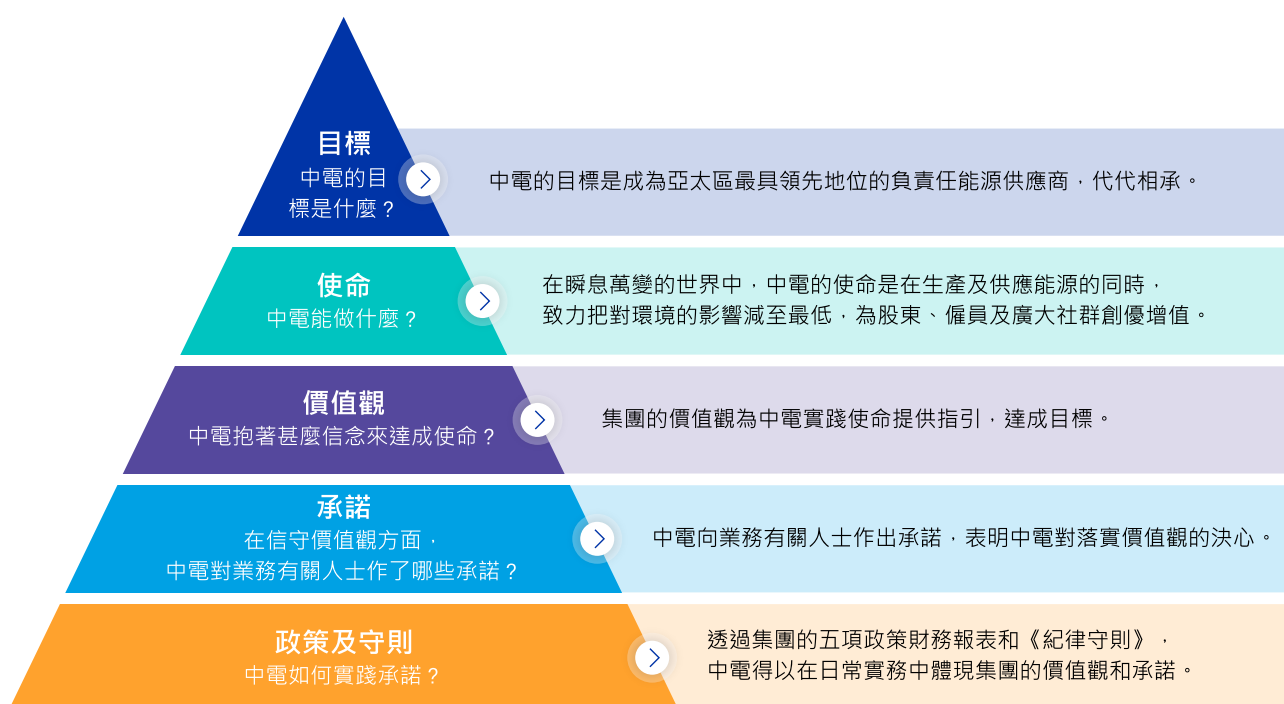 目標
中電的目
標是什麼？
中電的目標是成為亞太區最具領先地位的負責任能源供應商，代代相承。
使命
中電能做什麼？
在瞬息萬變的世界中，中電的使命是在生產及供應能源的同時，
致力把對環境的影響減至最低，為股東、僱員及廣大社群創優增值。
價值觀
中電抱著甚麼信念來達成使命？
集團的價值觀為中電實踐使命提供指引，達成目標。
承諾
在信守價值觀方面，
中電對業務有關人士作了哪些承諾？
中電向業務有關人士作出承諾，表明中電對落實價值觀的決心。
政策及守則
中電如何實踐承諾？
透過集團的五項政策財務報表和《紀律守則》，
中電得以在日常實務中體現集團的價值觀和承諾。